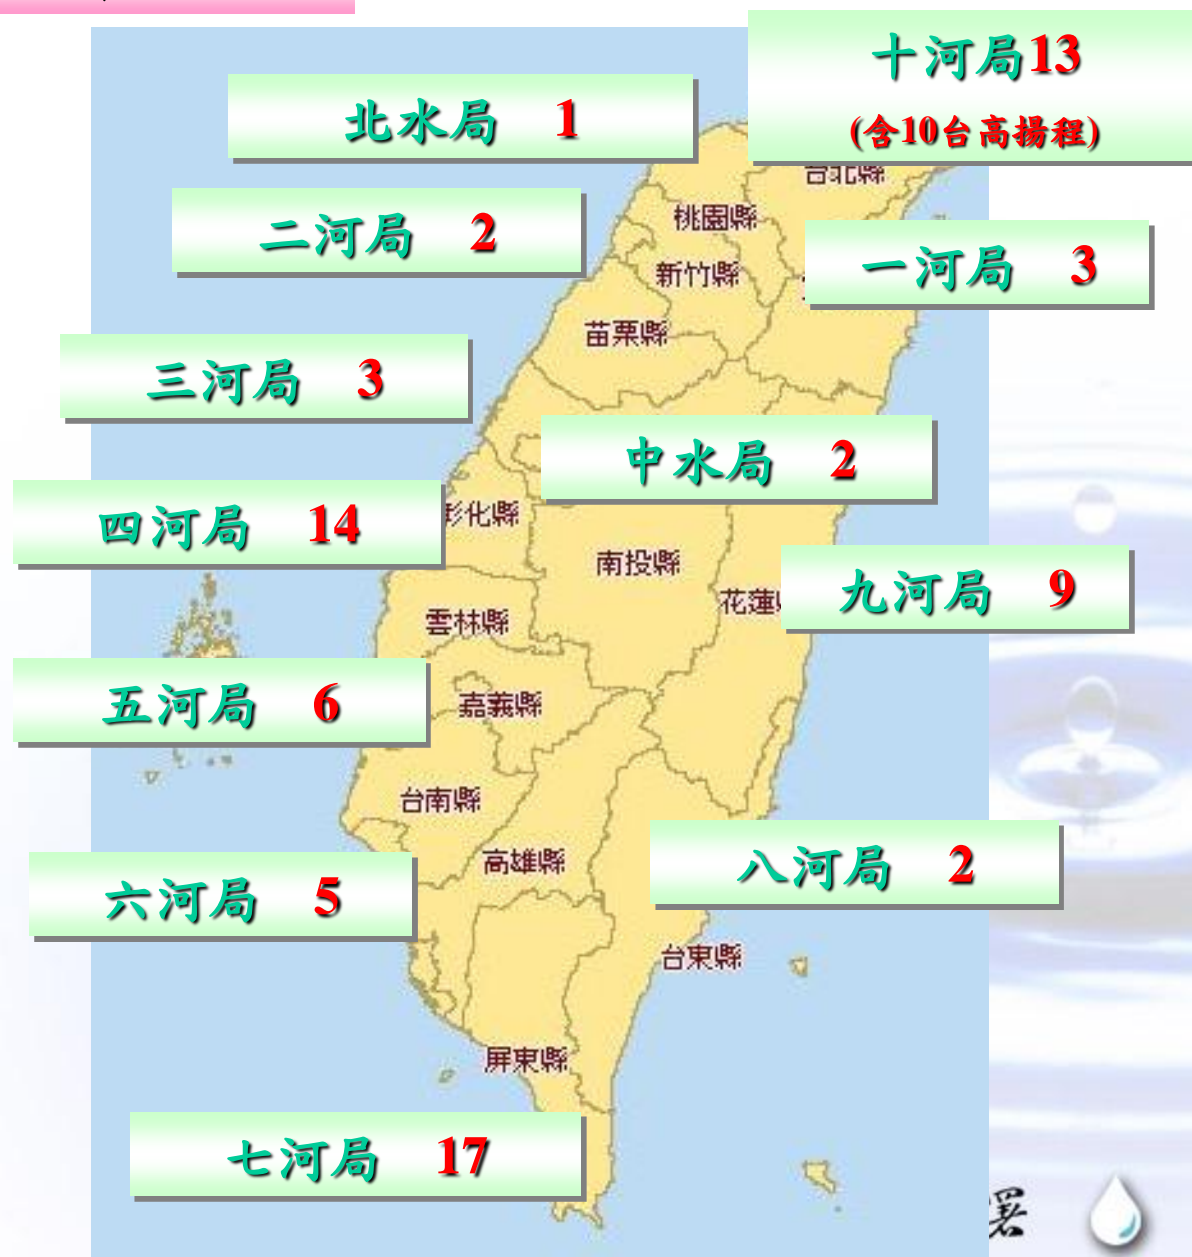 十河局13
(含10台高揚程)
北水局 1
台北縣
二河局 2
桃園縣
一河局 3
新竹縣
苗栗縣
三河局 3
中水局 2
四河局 14
彰化縣
南投縣
九河局 9
花蓮
雲林縣
五河局 6
嘉義縣
台南縣
八河局 2
高雄縣
六河局 5
台東縣
屏東縣
七河局 17
署